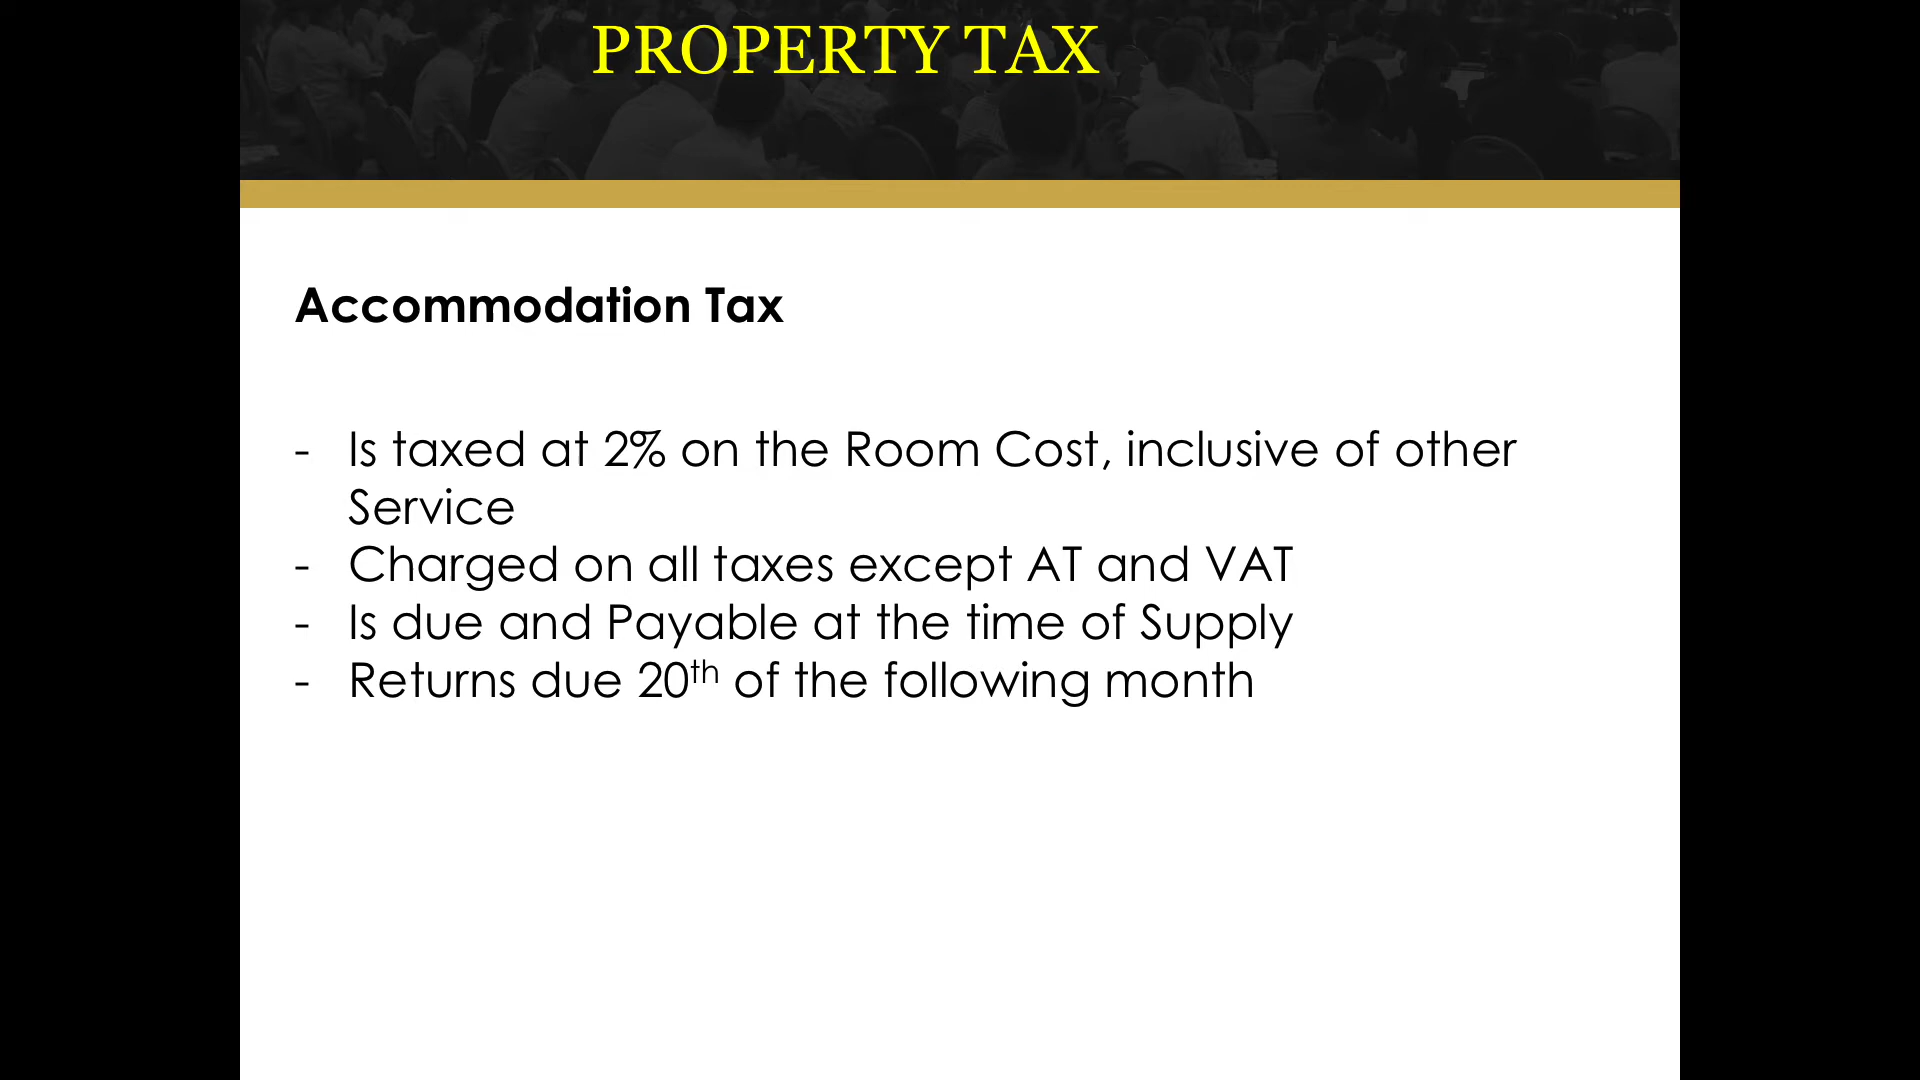 PROPERTY TAX
Accommodation Tax
- Is taxed at 2% on the Room Cost, inclusive of other
Service
- Charged on all taxes except AT and VAT
- Is due and Payable at the time of Supply
- Returns due 20th of the following month